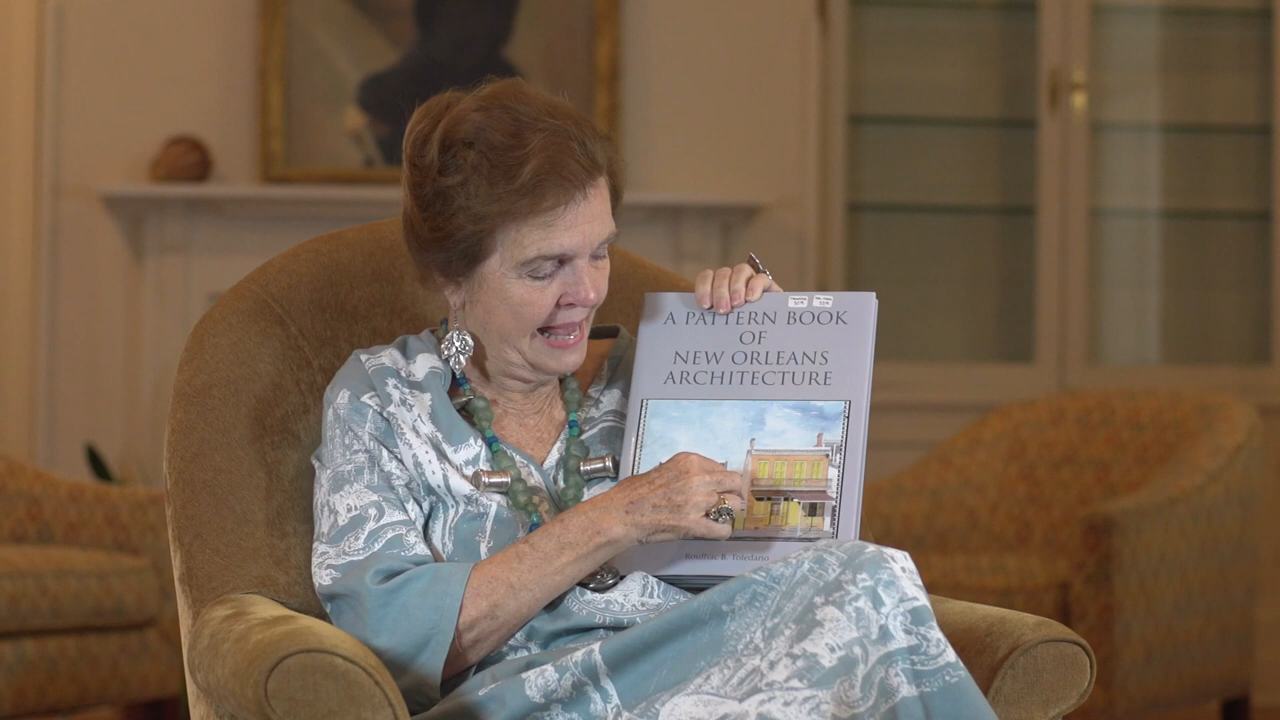 A PATTERN BOOK
OF
NEW ORLEANS
ARCHITECTURE
Roulhac B. Toledano